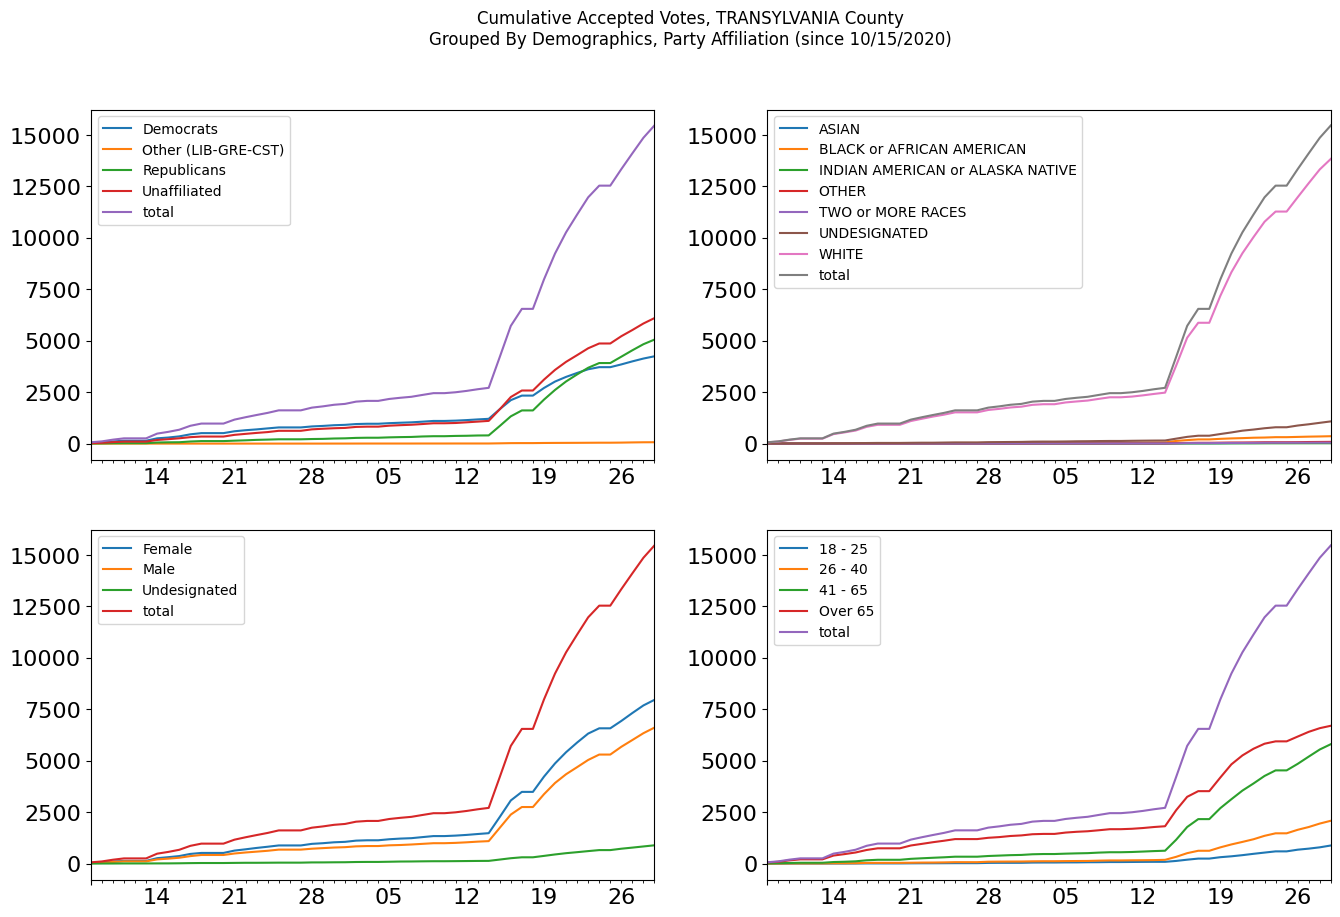 Cumulative Accepted Votes, TRANSYLVANIA County
Grouped By Demographics, Party Affiliation (since 10/15/2020)
15000
12500
10000
7500
5000
2500
0
Democrats
Other (LIB-GRE-CST)
Republicans
Unaffiliated
total
14 21 28 05 12 19 26
15000
12500
10000
7500
5000
2500
0
ASIAN
BLACK or AFRICAN AMERICAN
INDIAN AMERICAN or ALASKA NATIVE
OTHER
TWO or MORE RACES
UNDESIGNATED
WHITE
total
14 21 28 05 12 19 26
15000
12500
10000
7500
5000
2500
0
Female
Male
Undesignated
total
14 21 28 05 12 19 26
15000
12500
10000
7500
5000
2500
0
18 - 25
26 - 40
41 - 65
Over 65
total
14 21 28 05 12 19 26